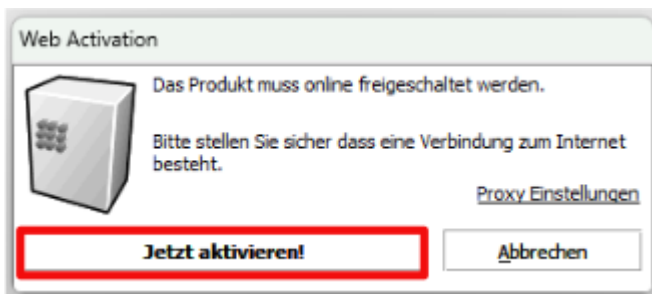 Web Activation
Das Produkt muss online freigeschaltet werden.
Bitte stellen Sie sicher dass eine Verbindung zum Internet
besteht.
Proxy Einstellungen
Jetzt aktivieren!
Abbrechen